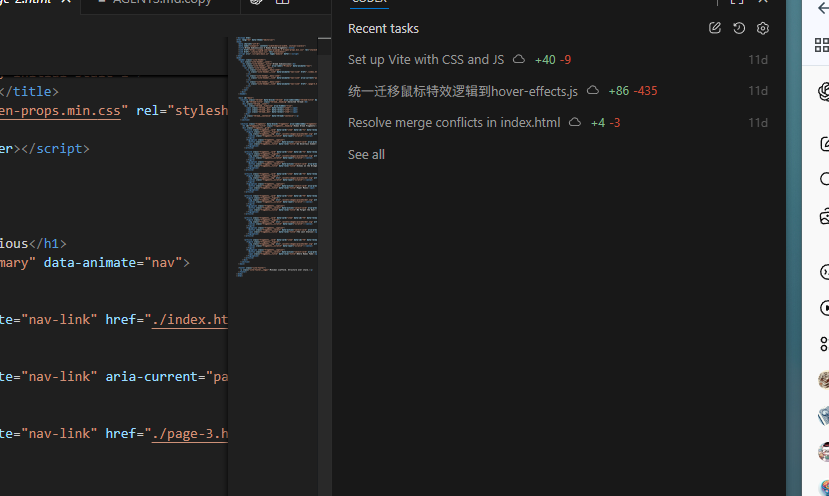 AGENTS.md.copy
CODEX
</title>
en-props.min.css" rel="stylesh
er></script>
ious</h1>
mary" data-animate="nav">
te="nav-link" href="./index.ht
te="nav-link" aria-current="pa
te="nav-link" href="./page-3.h
Recent tasks
Set up Vite with CSS and JS +40 -9 11d
统一迁移鼠标特效逻辑到hover-effects.js +86 -435 11d
Resolve merge conflicts in index.html +4 -3 11d
See all